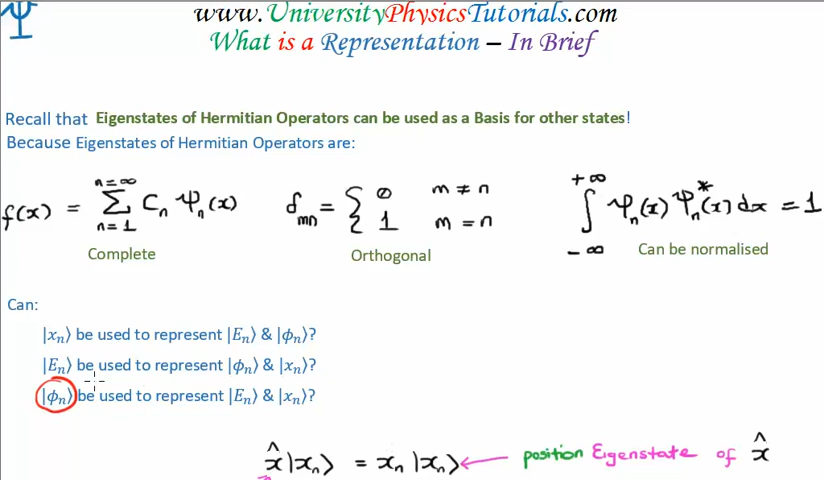 Ψ
www.UniversityPhysicsTutorials.com
What is a Representation – In Brief
Recall that Eigenstates of Hermitian Operators can be used as a Basis for other states!
Because Eigenstates of Hermitian Operators are:
f(x) = ∑_{n=1}^{n=∞} C_n Ψ_n(x)
δ_mn = { 0 m ≠ n
1 m = n
∫_{-∞}^{+∞} Ψ_n(x) Ψ_n*(x) dx = 1
Complete
Orthogonal
Can be normalised
Can:
|x_n⟩ be used to represent |E_n⟩ & |ϕ_n⟩?
|E_n⟩ be used to represent |ϕ_n⟩ & |x_n⟩?
|ϕ_n⟩ be used to represent |E_n⟩ & |x_n⟩?
x̂|x_n⟩ = x_n |x_n⟩ ← position Eigenstate of x̂